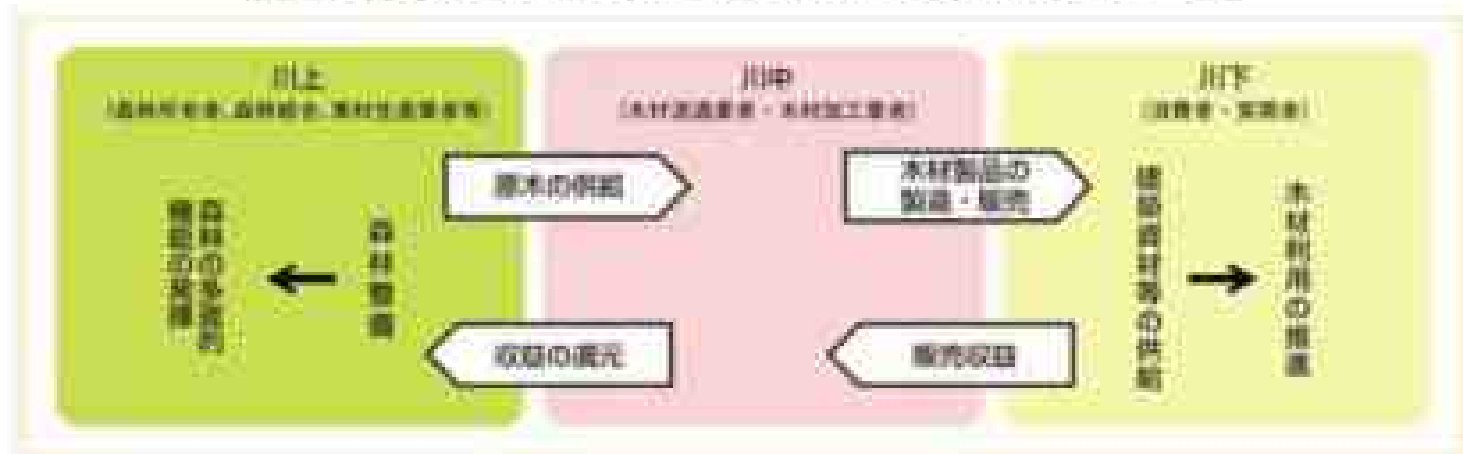 川上
(森林所有者、森林組合、素材生産業者等)
川中
(木材流通業者・木材加工業者)
川下
(消費者・実需者)
原木の供給
木材製品の
製造・販売
森林の多面的
機能の発揮
森林整備
建築資材等の供給
木材利用の推進
収益の還元
販売収益